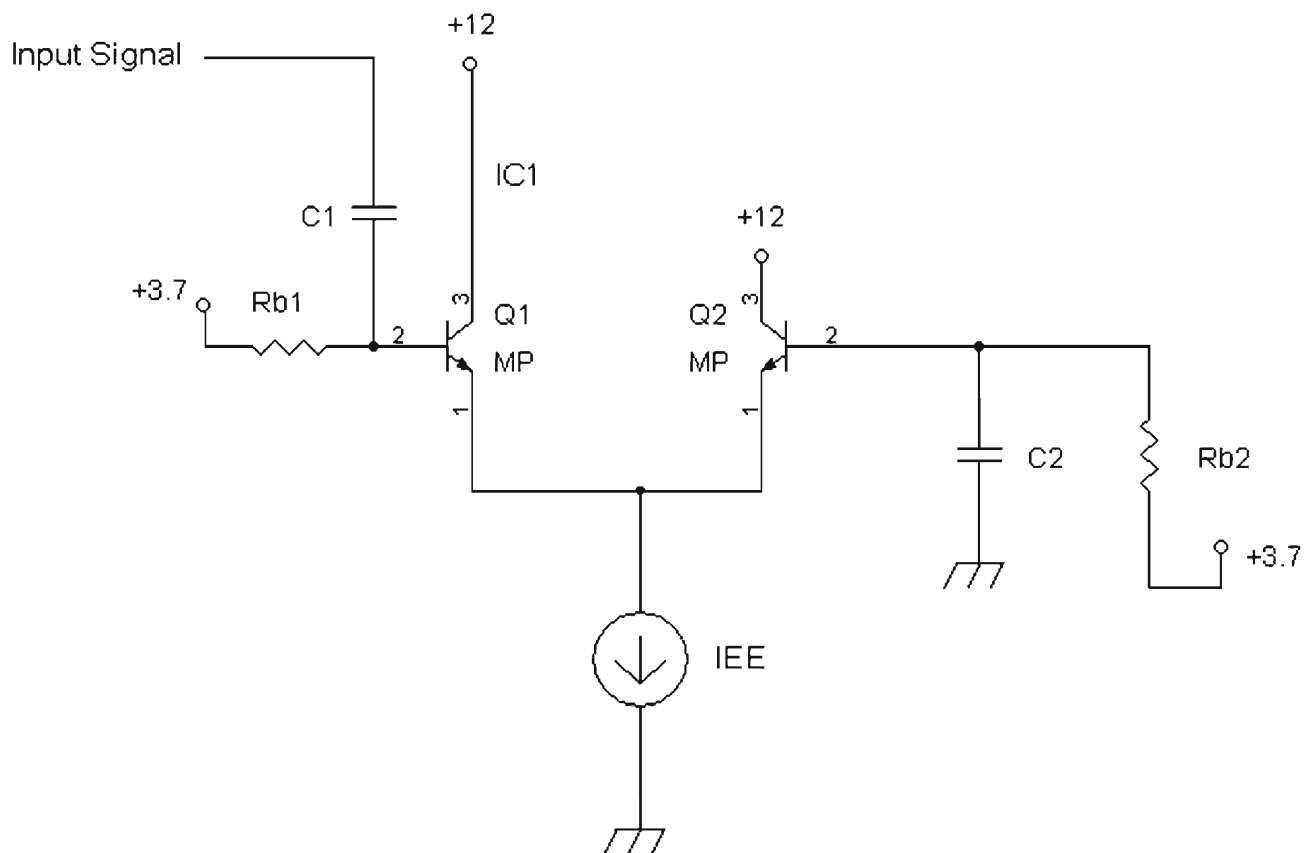 +12
Input Signal
IC1
C1
+12
+3.7
Rb1
3
Q1
Q2
3
2
MP
MP
2
1
1
C2
Rb2
+3.7
IEE